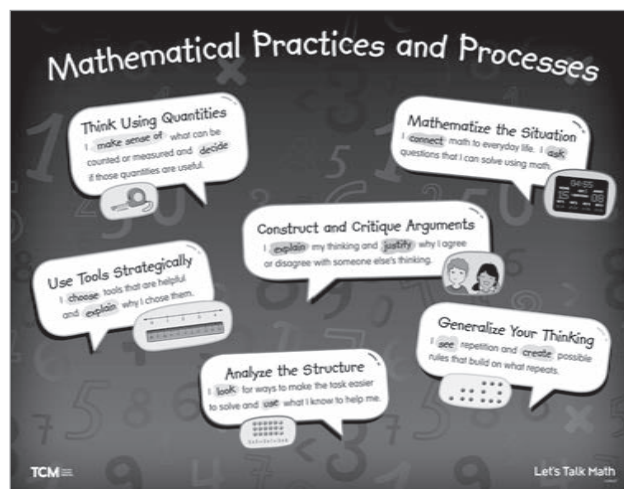 Mathematical Practices and Processes
Think Using Quantities
I make sense of what can be
counted or measured and decide
if those quantities are useful.
Mathematize the Situation
I connect math to everyday life. I ask
questions that I can solve using math.
04:55
15
08
Construct and Critique Arguments
I explain my thinking and justify why I agree
or disagree with someone else's thinking.
Use Tools Strategically
I choose tools that are helpful
and explain why I chose them.
Generalize Your Thinking
I see repetition and create possible
rules that build on what repeats.
Analyze the Structure
I look for ways to make the task easier
to solve and use what I know to help me.
TCM
Let's Talk Math